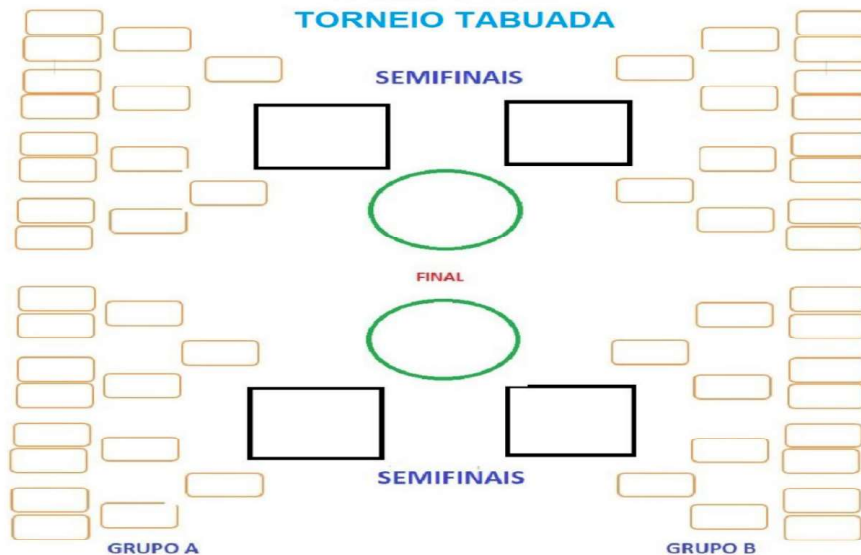 TORNEIO TABUADA
SEMIFINAIS
FINAL
SEMIFINAIS
GRUPO A
GRUPO B